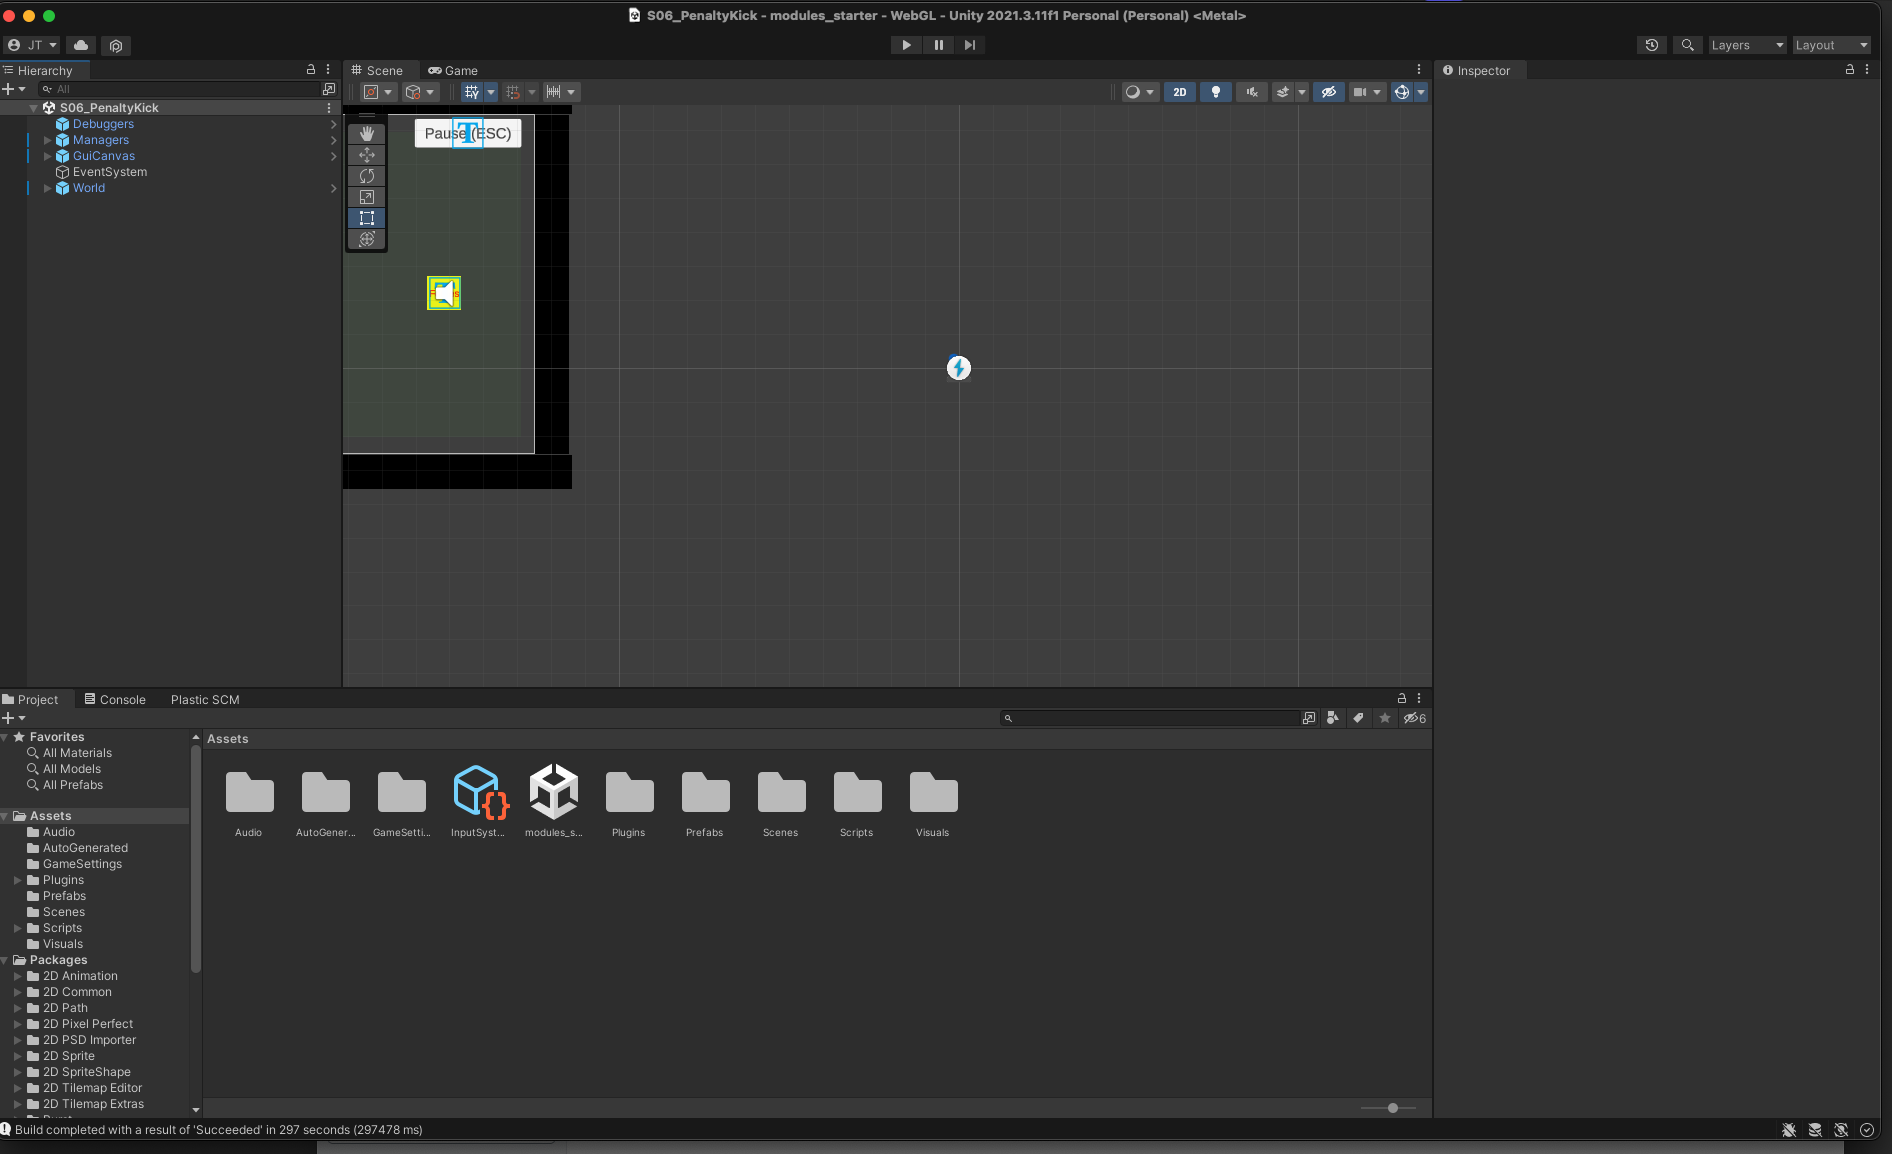 S06_PenaltyKick - modules_starter - WebGL - Unity 2021.3.11f1 Personal (Personal) <Metal>
JT
Layers
Layout
Hierarchy
Scene
Game
Inspector
All
2D
S06_PenaltyKick
Debuggers
Managers
GuiCanvas
EventSystem
World
Pause (ESC)
Project
Console
Plastic SCM
6
Favorites
All Materials
All Models
All Prefabs
Assets
Audio
AutoGenerated
GameSettings
Plugins
Prefabs
Scenes
Scripts
Visuals
Packages
2D Animation
2D Common
2D Path
2D Pixel Perfect
2D PSD Importer
2D Sprite
2D SpriteShape
2D Tilemap Editor
2D Tilemap Extras
Assets
Audio
AutoGener...
GameSetti...
InputSyst...
modules_s...
Plugins
Prefabs
Scenes
Scripts
Visuals
Build completed with a result of 'Succeeded' in 297 seconds (297478 ms)